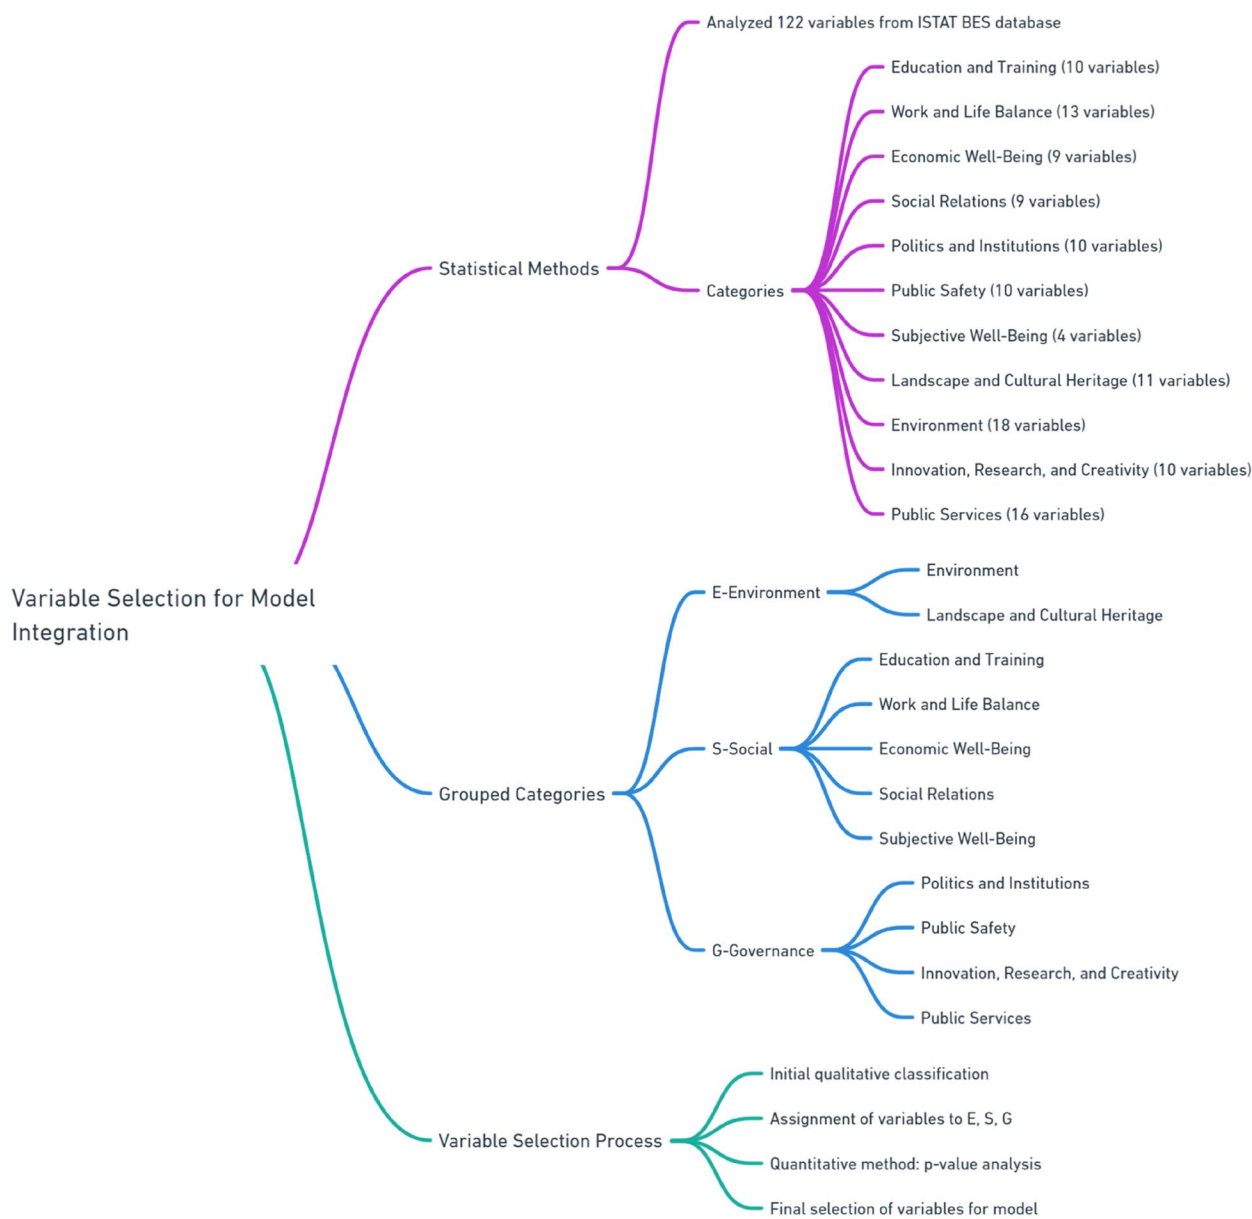 Variable Selection for Model
Integration
Statistical Methods
Analyzed 122 variables from ISTAT BES database
Categories
Education and Training (10 variables)
Work and Life Balance (13 variables)
Economic Well-Being (9 variables)
Social Relations (9 variables)
Politics and Institutions (10 variables)
Public Safety (10 variables)
Subjective Well-Being (4 variables)
Landscape and Cultural Heritage (11 variables)
Environment (18 variables)
Innovation, Research, and Creativity (10 variables)
Public Services (16 variables)
Grouped Categories
E-Environment
Environment
Landscape and Cultural Heritage
S-Social
Education and Training
Work and Life Balance
Economic Well-Being
Social Relations
Subjective Well-Being
G-Governance
Politics and Institutions
Public Safety
Innovation, Research, and Creativity
Public Services
Variable Selection Process
Initial qualitative classification
Assignment of variables to E, S, G
Quantitative method: p-value analysis
Final selection of variables for model